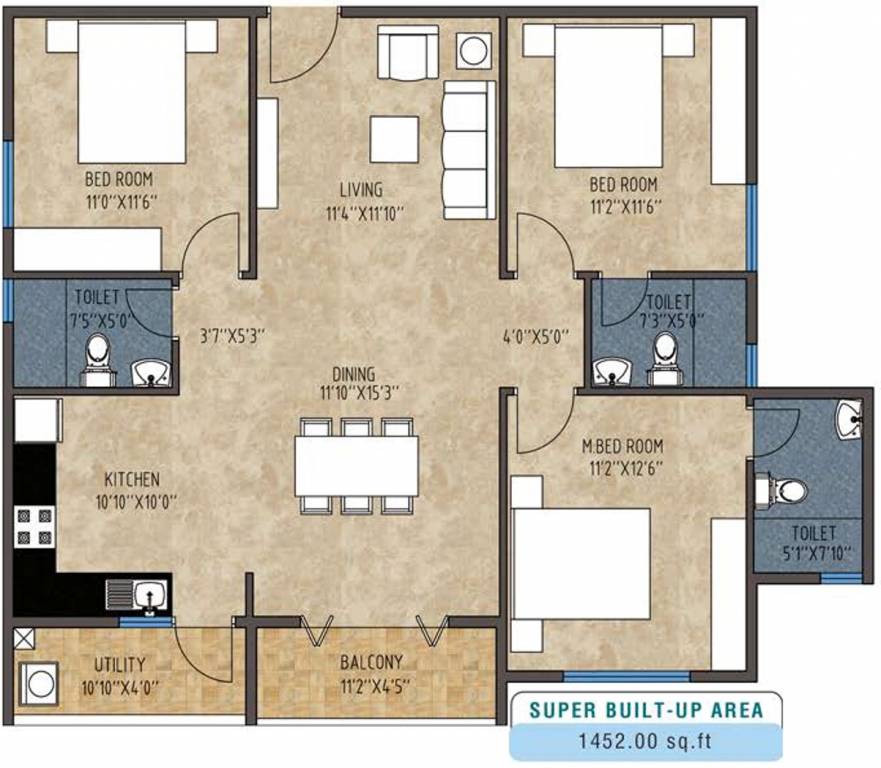 BED ROOM
11'0''X11'6''
LIVING
11'4''X11'10''
BED ROOM
11'2''X11'6''
TOILET
7'5''X5'0''
3'7''X5'3''
4'0''X5'0''
TOILET
7'3''X5'0''
DINING
11'10''X15'3''
KITCHEN
10'10''X10'0''
M.BED ROOM
11'2''X12'6''
TOILET
5'1''X7'10''
UTILITY
10'10''X4'0''
BALCONY
11'2''X4'5''
SUPER BUILT-UP AREA
1452.00 sq.ft